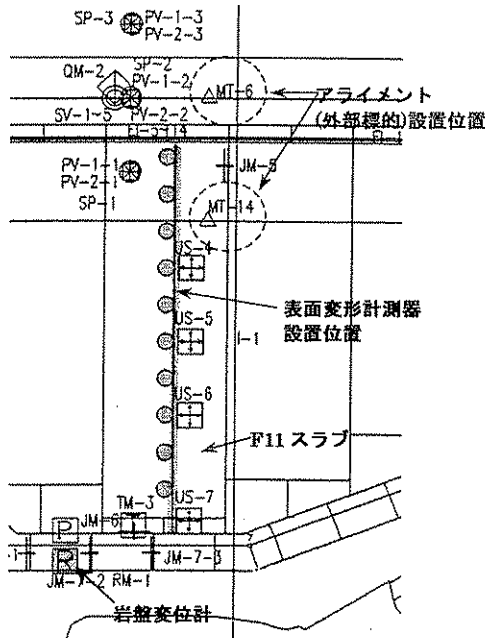 SP-3
PV-1-3
PV-2-3
QM-2
SP-2
PV-1-2
MT-6
アライメント
(外部標的)設置位置
SV-1~5
PV-2-2
PV-1-1
PV-2-1
SP-1
JM-5
MT-14
US-4
表面変形計測器
設置位置
US-5
I-1
US-6
F11 スラブ
TM-3
US-7
JM-6
P
R
JM-7-3
JM-7-2
RM-1
岩盤変位計